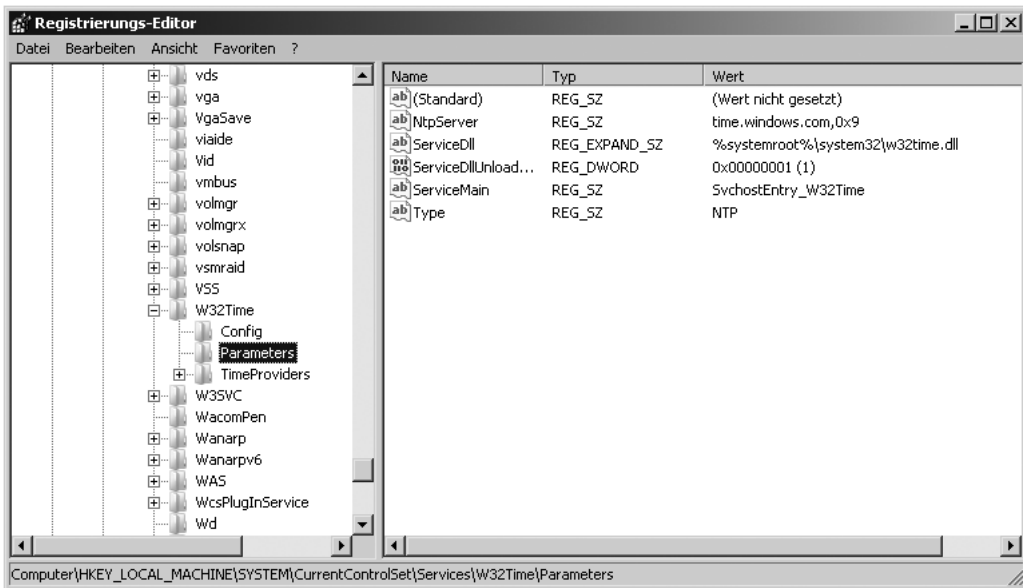 Registrierungs-Editor
Datei Bearbeiten Ansicht Favoriten ?
vds
vga
VgaSave
viaide
Vid
vmbus
volmgr
volmgrx
volsnap
vsmraid
VSS
W32Time
Config
Parameters
TimeProviders
W3SVC
WacomPen
Wanarp
Wanarpv6
WAS
WcsPlugInService
Wd
Name Typ Wert
(Standard) REG_SZ (Wert nicht gesetzt)
NtpServer REG_SZ time.windows.com,0x9
ServiceDll REG_EXPAND_SZ %systemroot%\system32\w32time.dll
ServiceDllUnload... REG_DWORD 0x00000001 (1)
ServiceMain REG_SZ SvchostEntry_W32Time
Type REG_SZ NTP
Computer\HKEY_LOCAL_MACHINE\SYSTEM\CurrentControlSet\Services\W32Time\Parameters